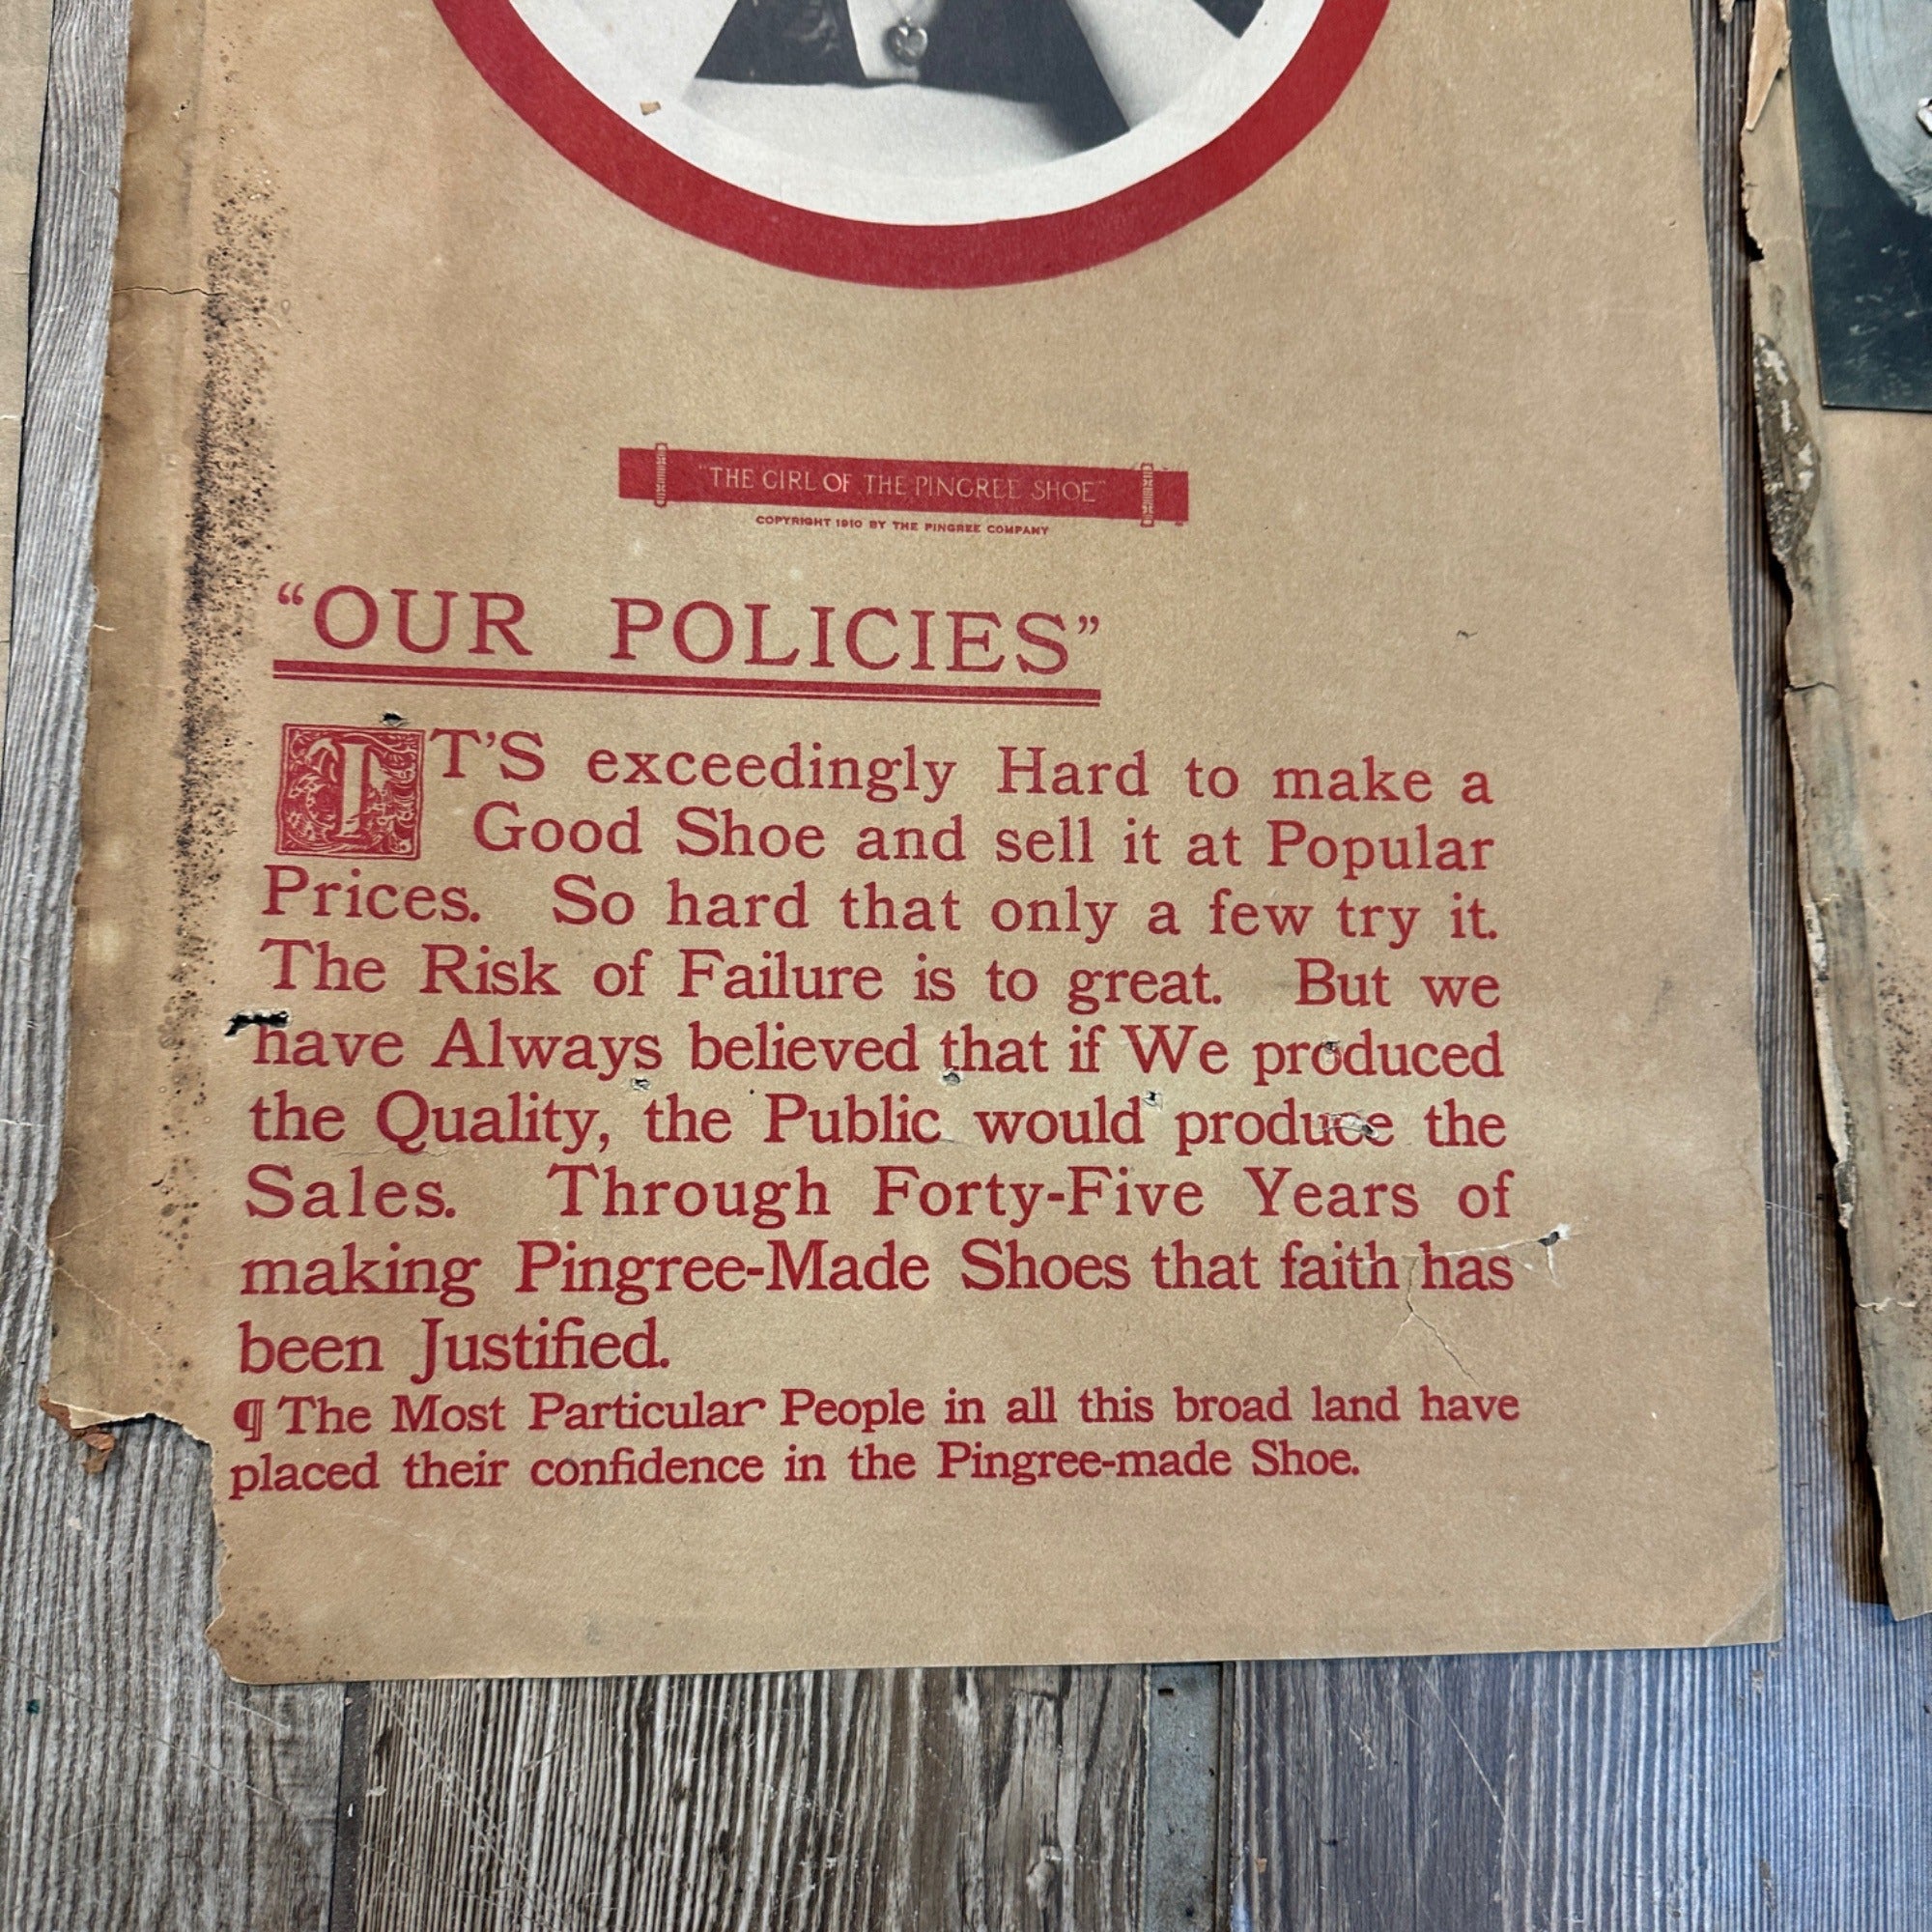 "THE GIRL OF THE PINGREE SHOE"
COPYRIGHT 1910 BY THE PINGREE COMPANY
“OUR POLICIES”
IT'S exceedingly Hard to make a
Good Shoe and sell it at Popular
Prices. So hard that only a few try it.
The Risk of Failure is to great. But we
have Always believed that if We produced
the Quality, the Public would produce the
Sales. Through Forty-Five Years of
making Pingree-Made Shoes that faith has
been Justified.
¶ The Most Particular People in all this broad land have
placed their confidence in the Pingree-made Shoe.